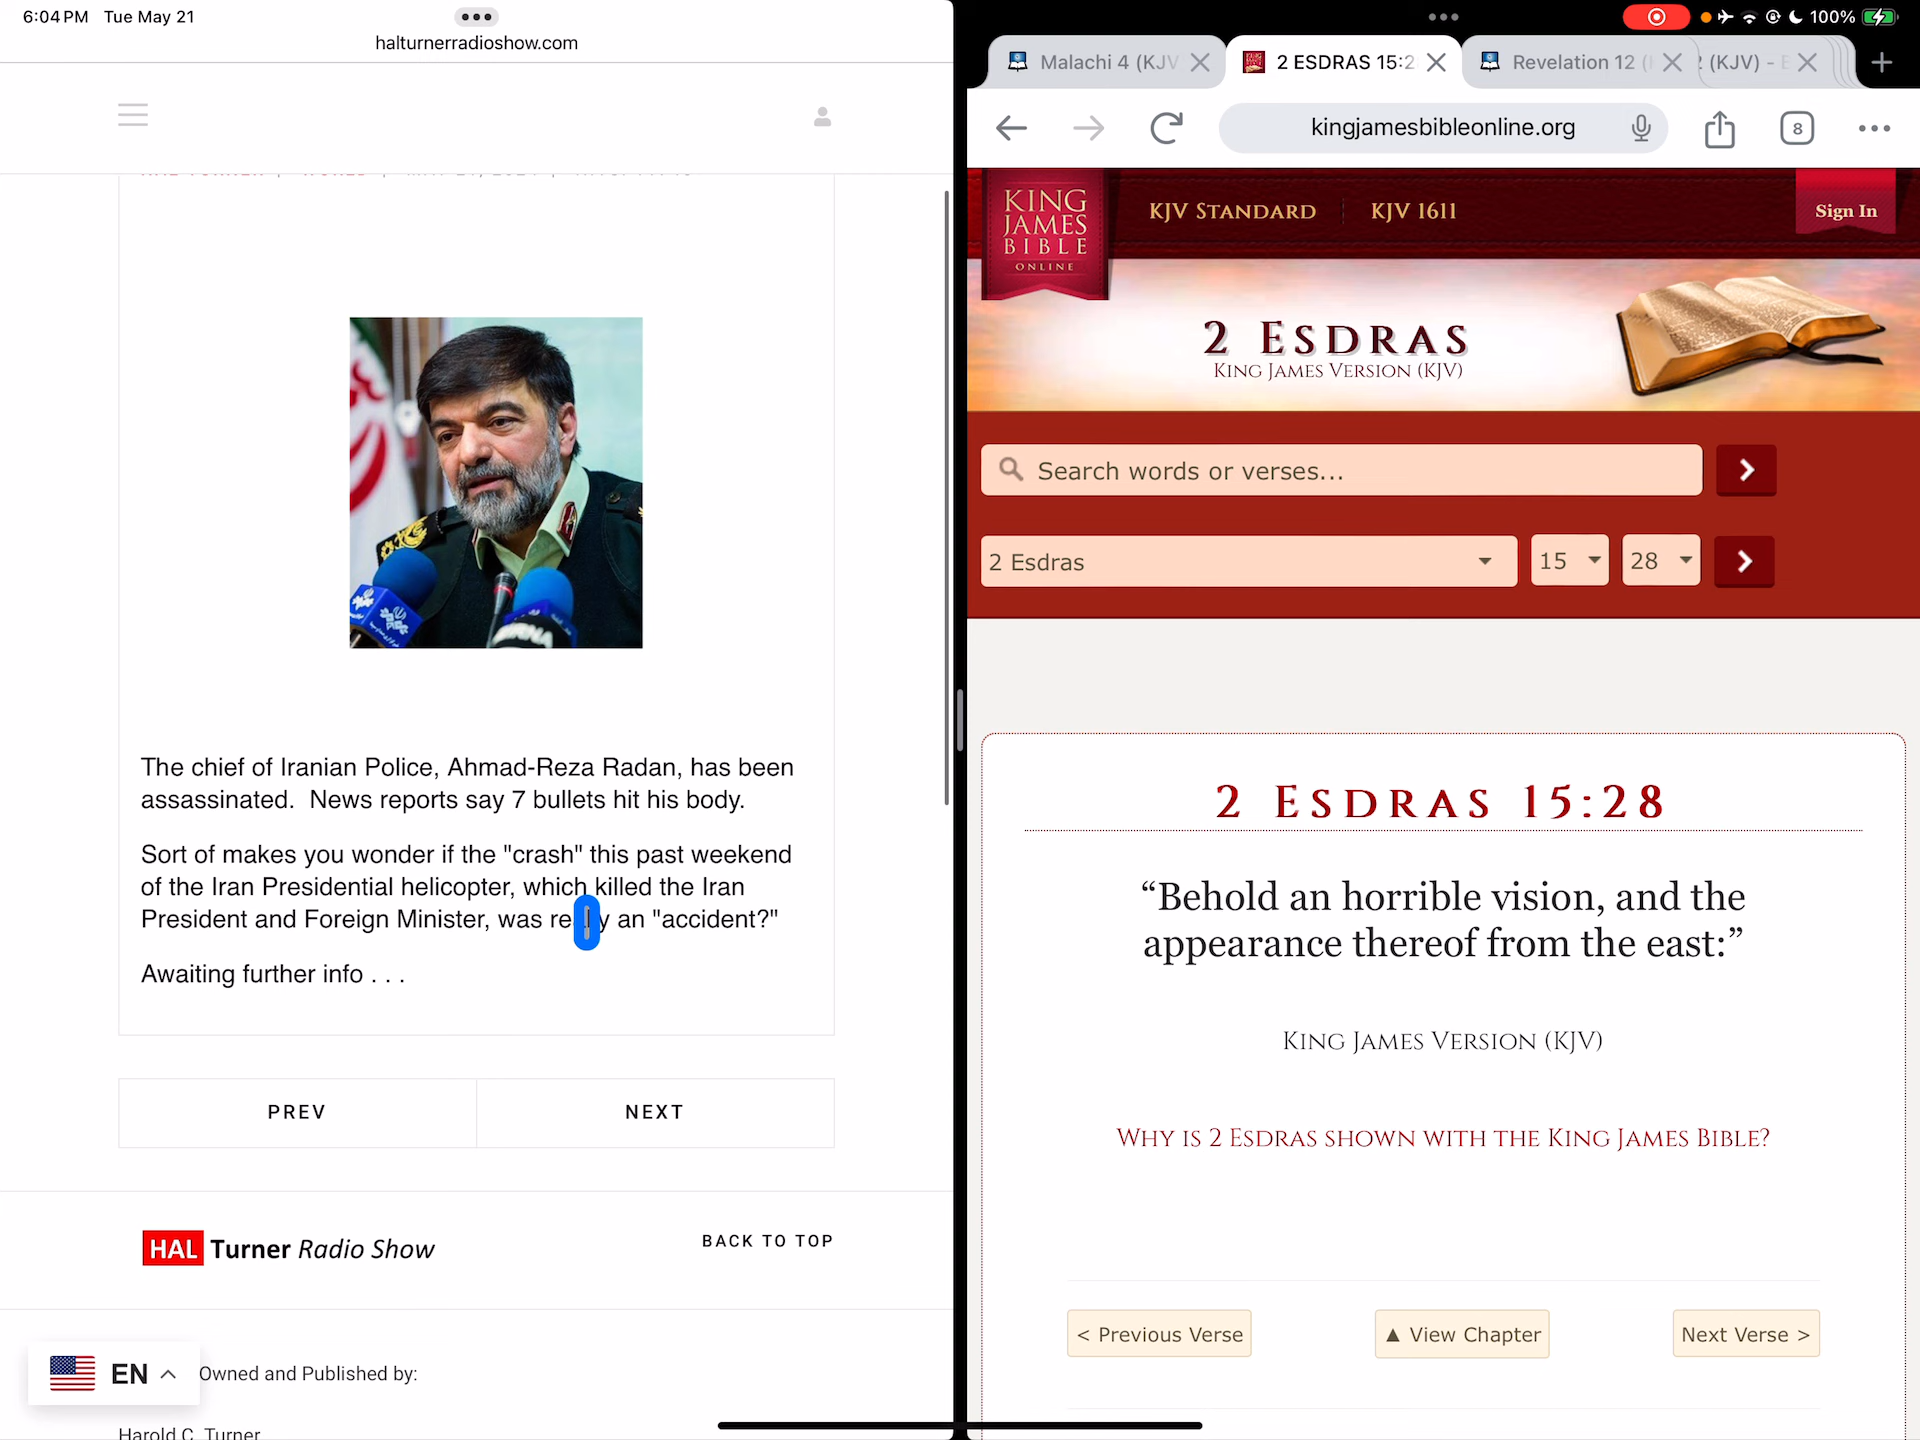 6:04 PM Tue May 21
halturnerradioshow.com
The chief of Iranian Police, Ahmad-Reza Radan, has been
assassinated. News reports say 7 bullets hit his body.
Sort of makes you wonder if the "crash" this past weekend
of the Iran Presidential helicopter, which killed the Iran
President and Foreign Minister, was really an "accident?"
Awaiting further info . . .
PREV
NEXT
HAL Turner Radio Show
BACK TO TOP
EN
Owned and Published by:
Harold C. Turner
100%
Malachi 4 (KJV
2 ESDRAS 15:2
Revelation 12 (
(KJV) - E
kingjamesbibleonline.org
8
KING
JAMES
BIBLE
ONLINE
KJV STANDARD
KJV 1611
Sign In
2 ESDRAS
KING JAMES VERSION (KJV)
Search words or verses...
2 Esdras
15
28
2 ESDRAS 15:28
“Behold an horrible vision, and the
appearance thereof from the east:”
KING JAMES VERSION (KJV)
WHY IS 2 ESDRAS SHOWN WITH THE KING JAMES BIBLE?
< Previous Verse
▲ View Chapter
Next Verse >